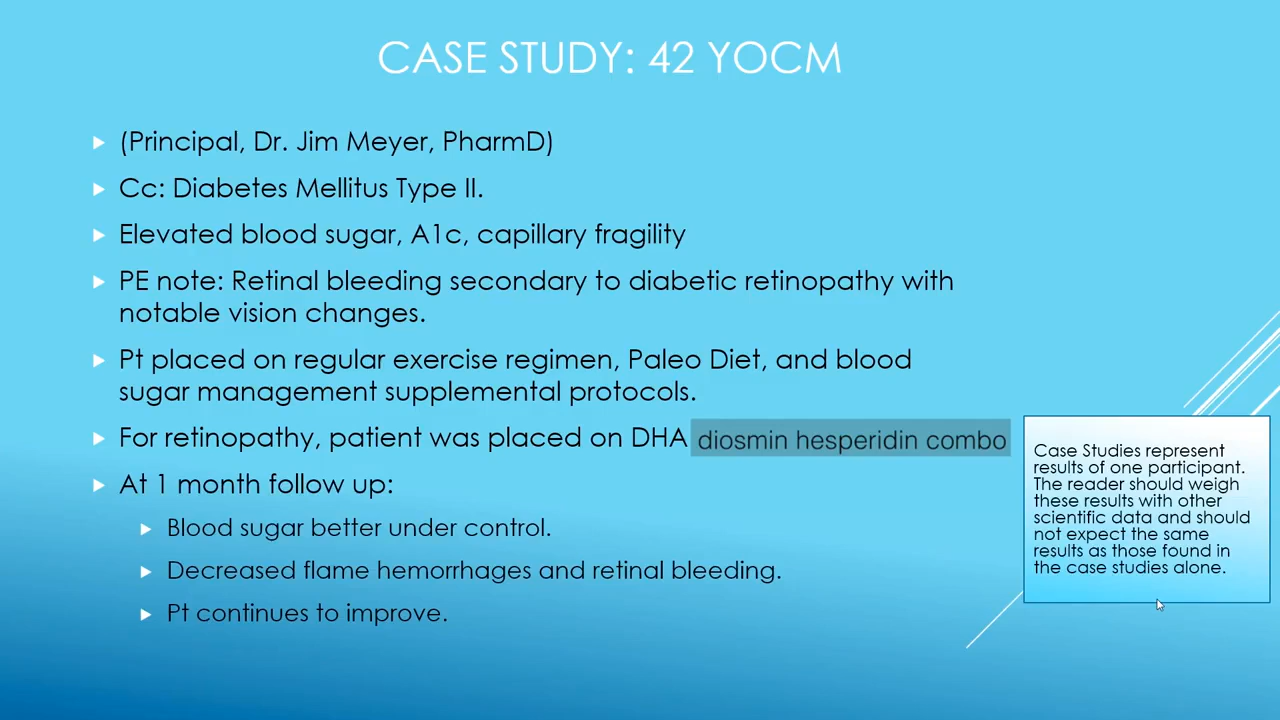 CASE STUDY: 42 YOCM
(Principal, Dr. Jim Meyer, PharmD)
Cc: Diabetes Mellitus Type II.
Elevated blood sugar, A1c, capillary fragility
PE note: Retinal bleeding secondary to diabetic retinopathy with
notable vision changes.
Pt placed on regular exercise regimen, Paleo Diet, and blood
sugar management supplemental protocols.
For retinopathy, patient was placed on DHA diosmin hesperidin combo
At 1 month follow up:
Blood sugar better under control.
Decreased flame hemorrhages and retinal bleeding.
Pt continues to improve.
Case Studies represent
results of one participant.
The reader should weigh
these results with other
scientific data and should
not expect the same
results as those found in
the case studies alone.